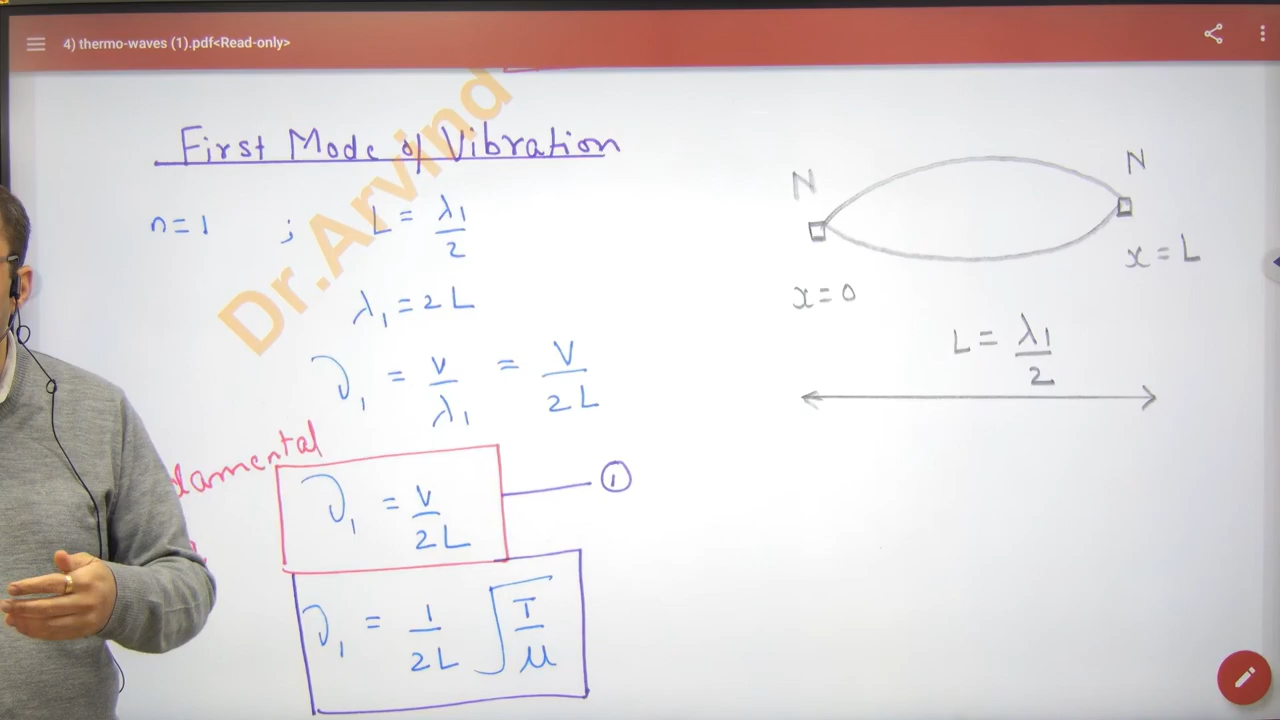 4) thermo-waves (1).pdf<Read-only>
Dr.Arvind
First Mode of Vibration
n=1 ; L = λ1/2
λ1 = 2L
ν1 = v/λ1 = v/2L
ν1 = v/2L ①
ν1 = 1/2L √T/μ
N
N
x=0
x=L
L = λ1/2